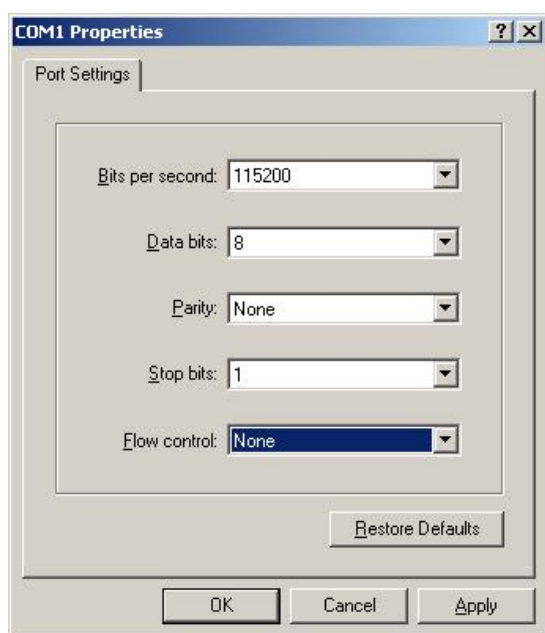 COM1 Properties
Port Settings
Bits per second: 115200
Data bits: 8
Parity: None
Stop bits: 1
Flow control: None
Restore Defaults
OK Cancel Apply